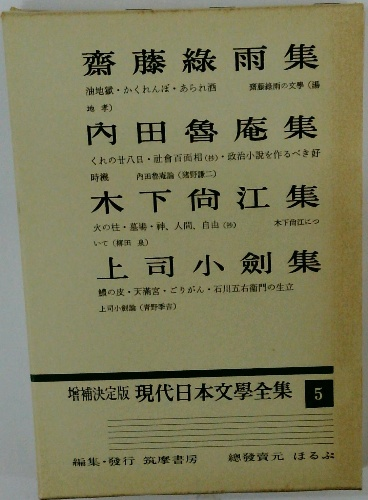 齋藤綠雨集
油地獄・かくれんぼ・あられ酒 齋藤綠雨の文學（湯
地 孝）
內田魯庵集
くれの廿八日・社會百面相（抄）・政治小說を作るべき好
時機 內田魯庵論（猪野謙二）
木下尙江集
火の柱・墓場・神、人間、自由（抄） 木下尙江につ
いて（柳田 泉）
上司小劍集
鱧の皮・天滿宮・ごりがん・石川五右衞門の生立
上司小劍論（青野季吉）
增補決定版 現代日本文學全集 5
編集・發行 筑摩書房 總發賣元 ほるぷ